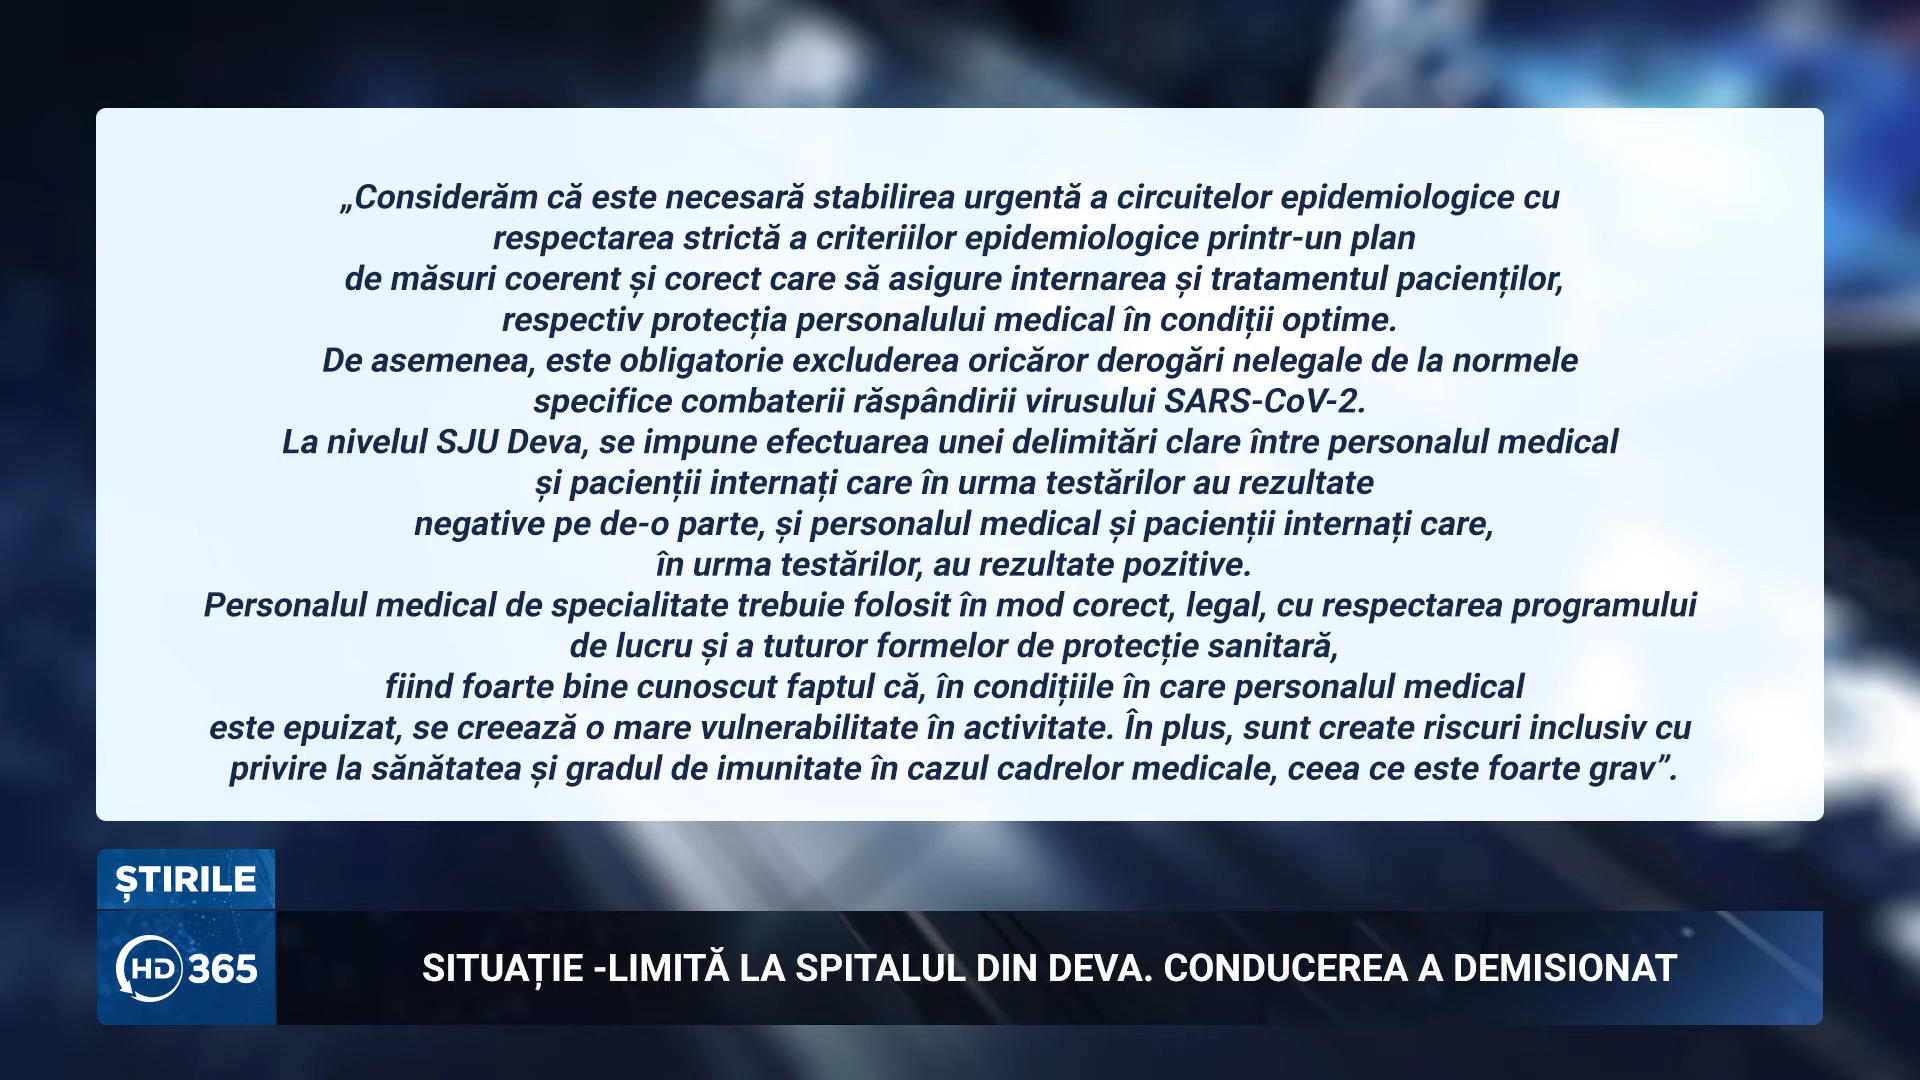 „Considerăm că este necesară stabilirea urgentă a circuitelor epidemiologice cu
respectarea strictă a criteriilor epidemiologice printr-un plan
de măsuri coerent și corect care să asigure internarea și tratamentul pacienților,
respectiv protecția personalului medical în condiții optime.
De asemenea, este obligatorie excluderea oricăror derogări nelegale de la normele
specifice combaterii răspândirii virusului SARS-CoV-2.
La nivelul SJU Deva, se impune efectuarea unei delimitări clare între personalul medical
și pacienții internați care în urma testărilor au rezultate
negative pe de-o parte, și personalul medical și pacienții internați care,
în urma testărilor, au rezultate pozitive.
Personalul medical de specialitate trebuie folosit în mod corect, legal, cu respectarea programului
de lucru și a tuturor formelor de protecție sanitară,
fiind foarte bine cunoscut faptul că, în condițiile în care personalul medical
este epuizat, se creează o mare vulnerabilitate în activitate. În plus, sunt create riscuri inclusiv cu
privire la sănătatea și gradul de imunitate în cazul cadrelor medicale, ceea ce este foarte grav”.
ȘTIRILE
HD 365
SITUAȚIE -LIMITĂ LA SPITALUL DIN DEVA. CONDUCEREA A DEMISIONAT